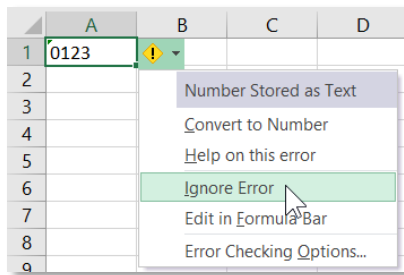 A B C D
1 0123
2 Number Stored as Text
3 Convert to Number
4
5 Help on this error
6 Ignore Error
7 Edit in Formula Bar
8 Error Checking Options...
9